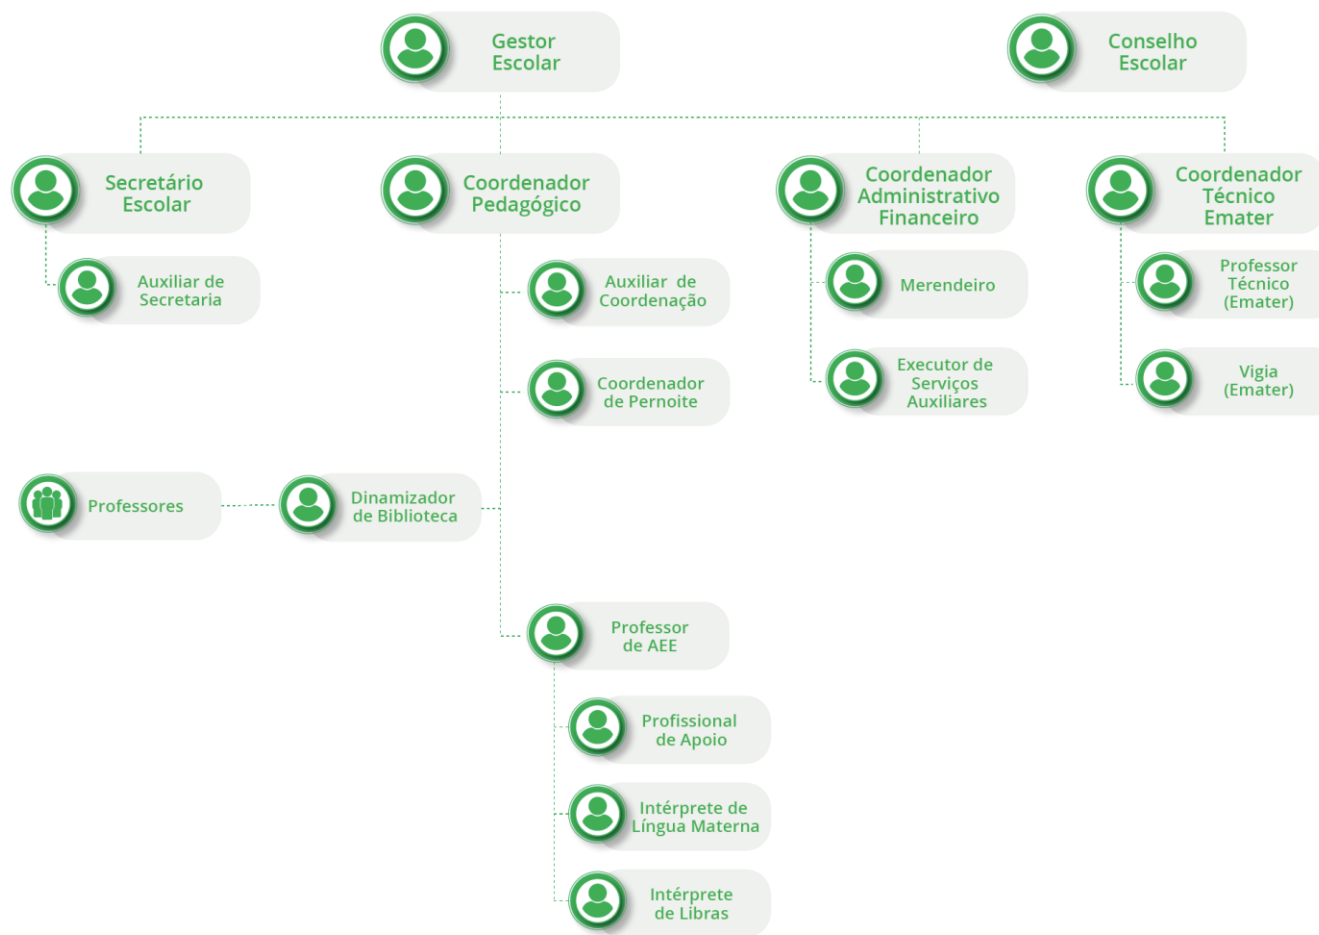 Gestor
Escolar
Conselho
Escolar
Secretário
Escolar
Coordenador
Pedagógico
Coordenador
Administrativo
Financeiro
Coordenador
Técnico
Emater
Auxiliar de
Secretaria
Auxiliar de
Coordenação
Merendeiro
Professor
Técnico
(Emater)
Coordenador
de Pernoite
Executor de
Serviços
Auxiliares
Vigia
(Emater)
Professores
Dinamizador
de Biblioteca
Professor
de AEE
Profissional
de Apoio
Intérprete de
Língua Materna
Intérprete
de Libras